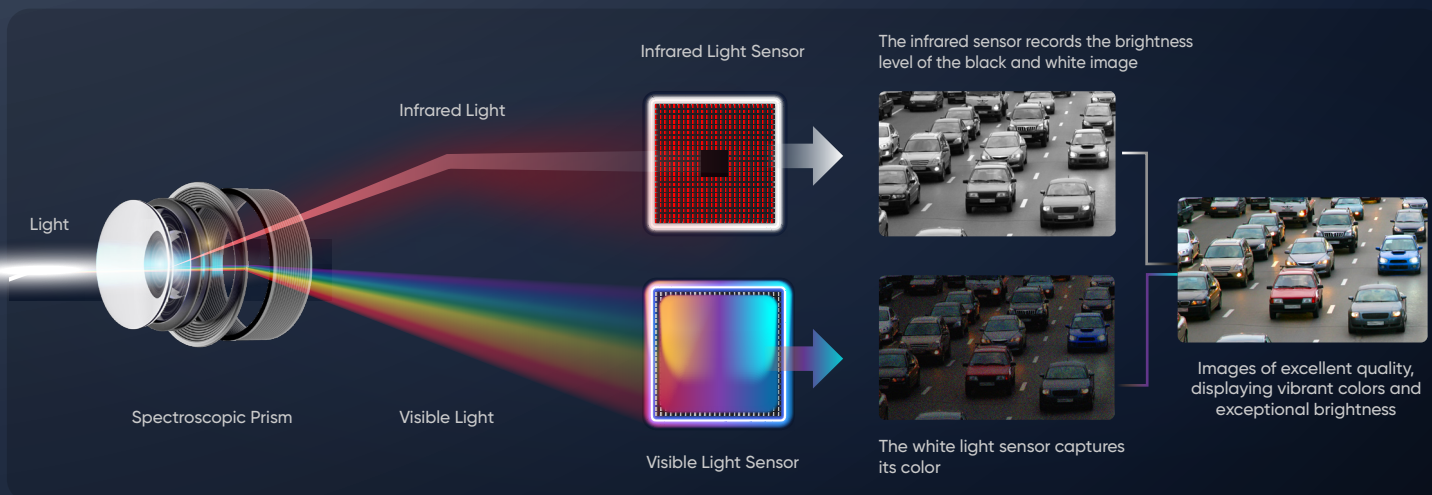 Infrared Light Sensor
The infrared sensor records the brightness
level of the black and white image
Infrared Light
Light
Spectroscopic Prism
Visible Light
Visible Light Sensor
The white light sensor captures
its color
Images of excellent quality,
displaying vibrant colors and
exceptional brightness